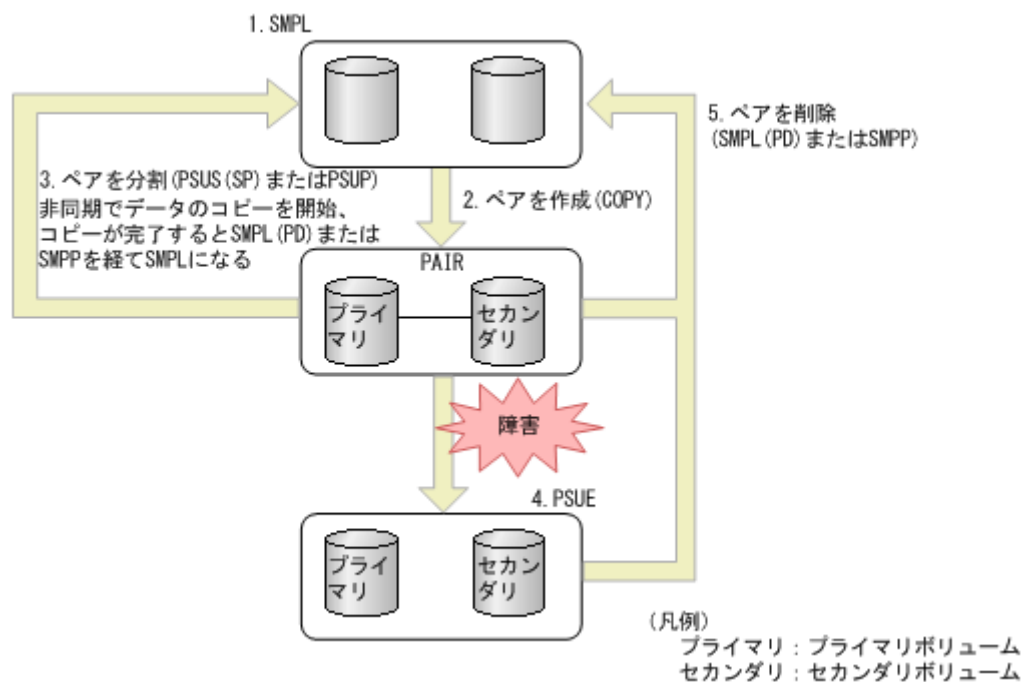 1. SMPL
5. ペアを削除
(SMPL(PD)またはSMPP)
3. ペアを分割(PSUS(SP)またはPSUP)
非同期でデータのコピーを開始、
コピーが完了するとSMPL(PD)または
SMPPを経てSMPLになる
2. ペアを作成(COPY)
PAIR
プライ
マリ
セカン
ダリ
障害
4. PSUE
プライ
マリ
セカン
ダリ
(凡例)
プライマリ：プライマリボリューム
セカンダリ：セカンダリボリューム